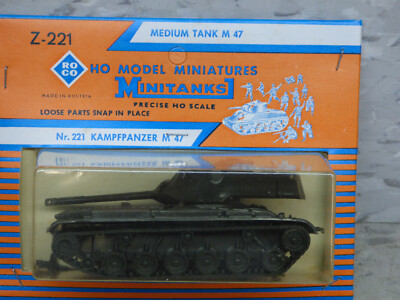 Z-221
MEDIUM TANK M 47
ROCO
HO MODEL MINIATURES
MINITANKS
MADE IN AUSTRIA
PRECISE HO SCALE
LOOSE PARTS SNAP IN PLACE
Nr. 221 KAMPFPANZER M 47